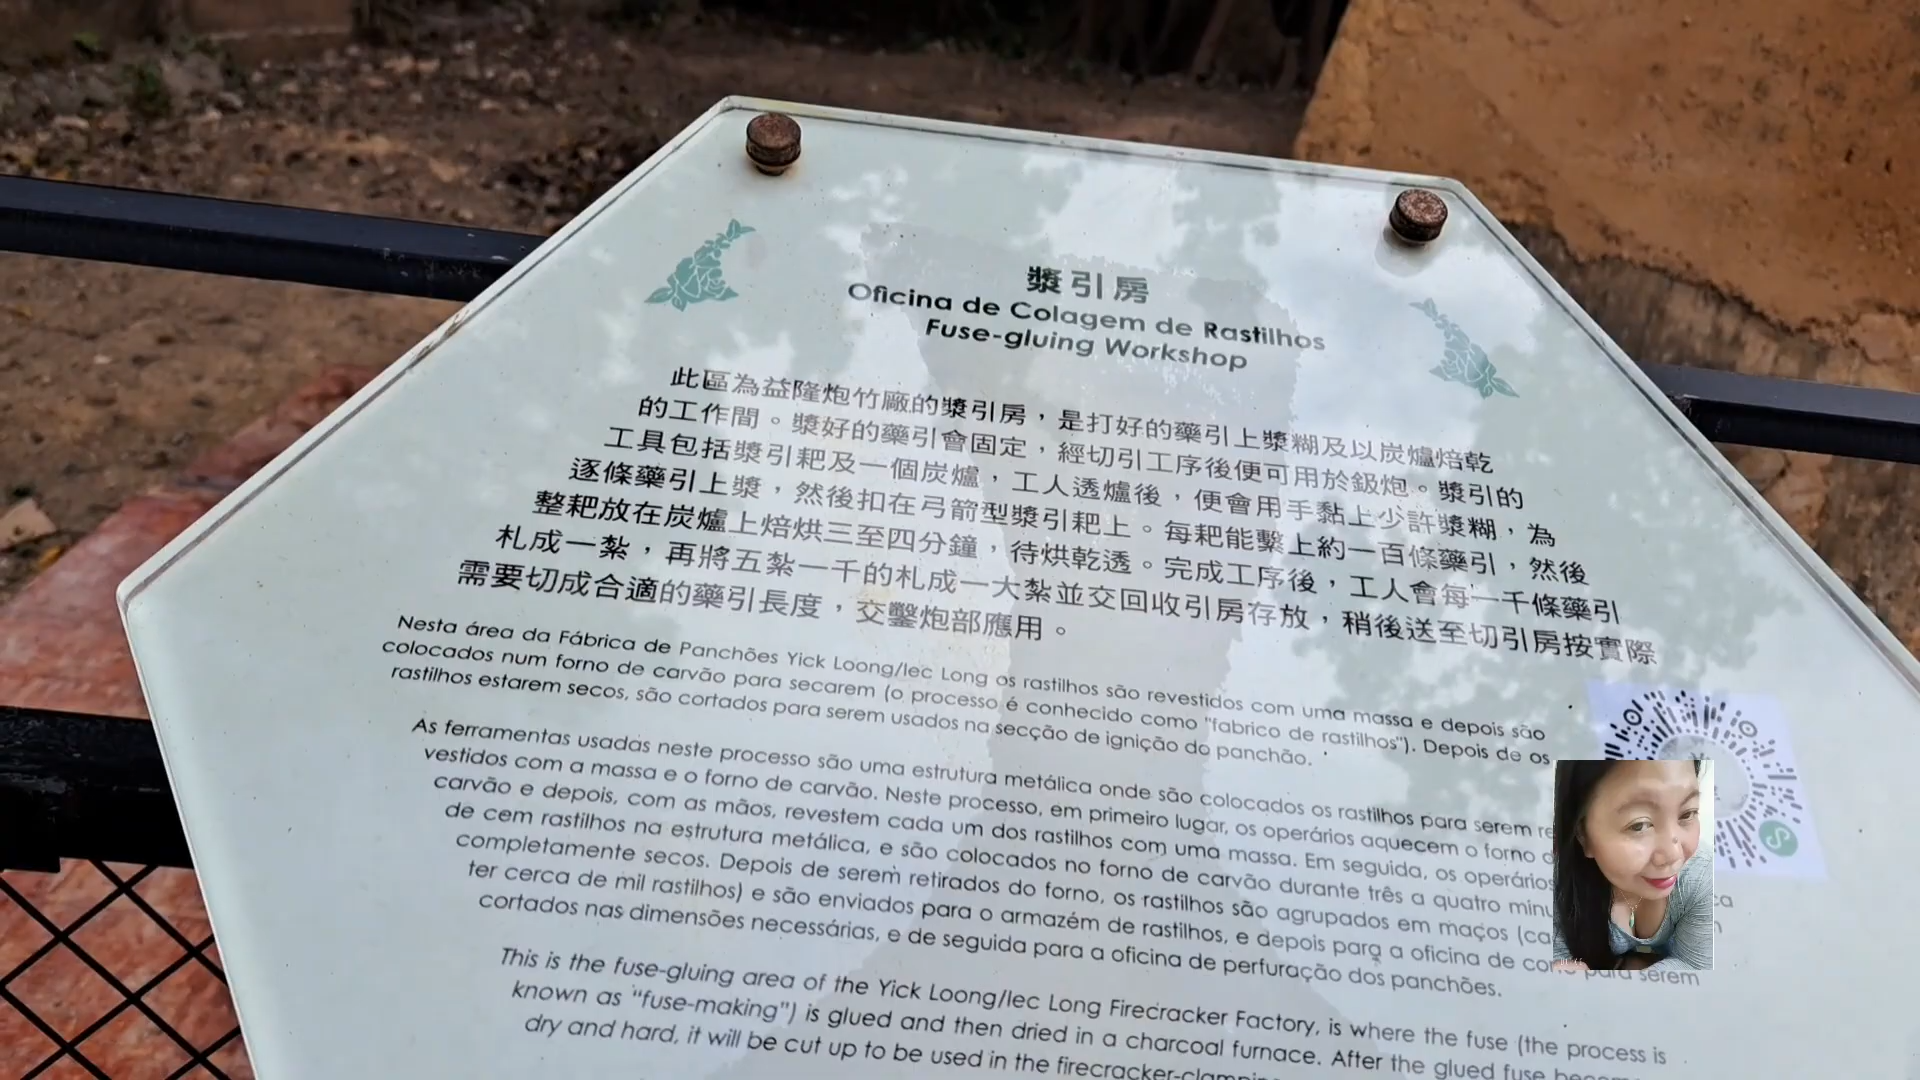 漿引房
Oficina de Colagem de Rastilhos
Fuse-gluing Workshop
此區為益隆炮竹廠的漿引房，是打好的藥引上漿糊及以炭爐焙乾
的工作間。漿好的藥引會固定，經切引工序後便可用於鈒炮。漿引的
工具包括漿引耙及一個炭爐，工人透爐後，便會用手黏上少許漿糊，為
逐條藥引上漿，然後扣在弓箭型漿引耙上。每耙能繫上約一百條藥引，然後
整耙放在炭爐上焙烘三至四分鐘，待烘乾透。完成工序後，工人會每一千條藥引
札成一紮，再將五紮一千的札成一大紮並交回收引房存放，稍後送至切引房按實際
需要切成合適的藥引長度，交鑿炮部應用。
Nesta área da Fábrica de Panchões Yick Loong/Iec Long os rastilhos são revestidos com uma massa e depois são
colocados num forno de carvão para secarem (o processo é conhecido como "fabrico de rastilhos"). Depois de os
rastilhos estarem secos, são cortados para serem usados na secção de ignição do panchão.
As ferramentas usadas neste processo são uma estrutura metálica onde são colocados os rastilhos para serem re
vestidos com a massa e o forno de carvão. Neste processo, em primeiro lugar, os operários aquecem o forno d
carvão e depois, com as mãos, revestem cada um dos rastilhos com uma massa. Em seguida, os operários
de cem rastilhos na estrutura metálica, e são colocados no forno de carvão durante três a quatro minu
completamente secos. Depois de serem retirados do forno, os rastilhos são agrupados em maços (ca
ter cerca de mil rastilhos) e são enviados para o armazém de rastilhos, e depois para a oficina de cor para serem
cortados nas dimensões necessárias, e de seguida para a oficina de perfuração dos panchões.
This is the fuse-gluing area of the Yick Loong/Iec Long Firecracker Factory, is where the fuse (the process is
known as "fuse-making") is glued and then dried in a charcoal furnace. After the glued fuse becom
dry and hard, it will be cut up to be used in the firecracker-clampin